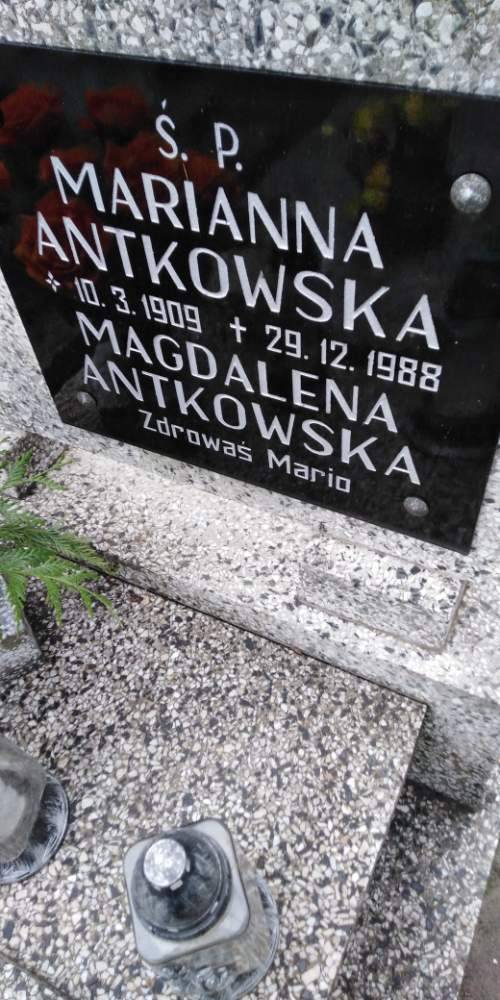 Ś. P.
MARIANNA
ANTKOWSKA
* 10. 3. 1909 ✝ 29. 12. 1988
MAGDALENA
ANTKOWSKA
Zdrowaś Mario